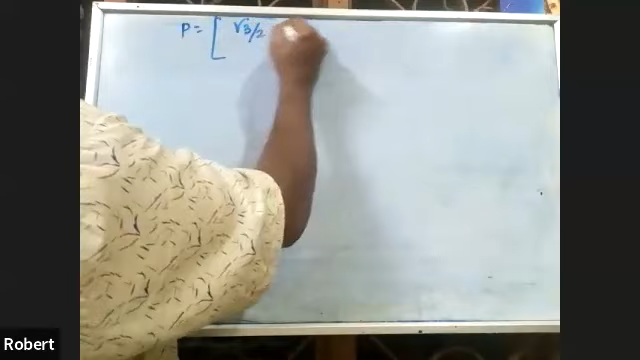 P = [ √3/2
Robert